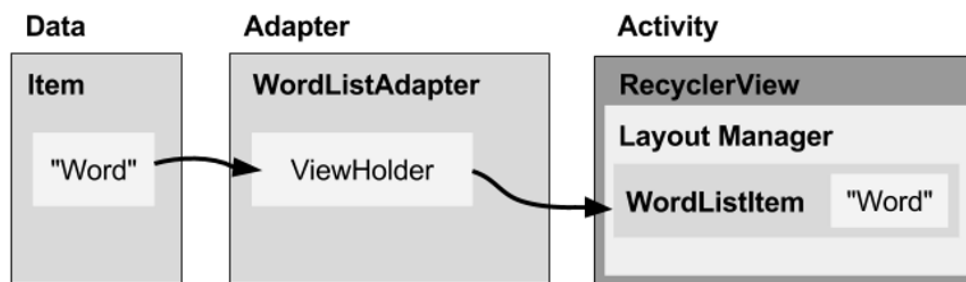 Data
Adapter
Activity
Item
WordListAdapter
RecyclerView
Layout Manager
"Word"
ViewHolder
WordListItem
"Word"